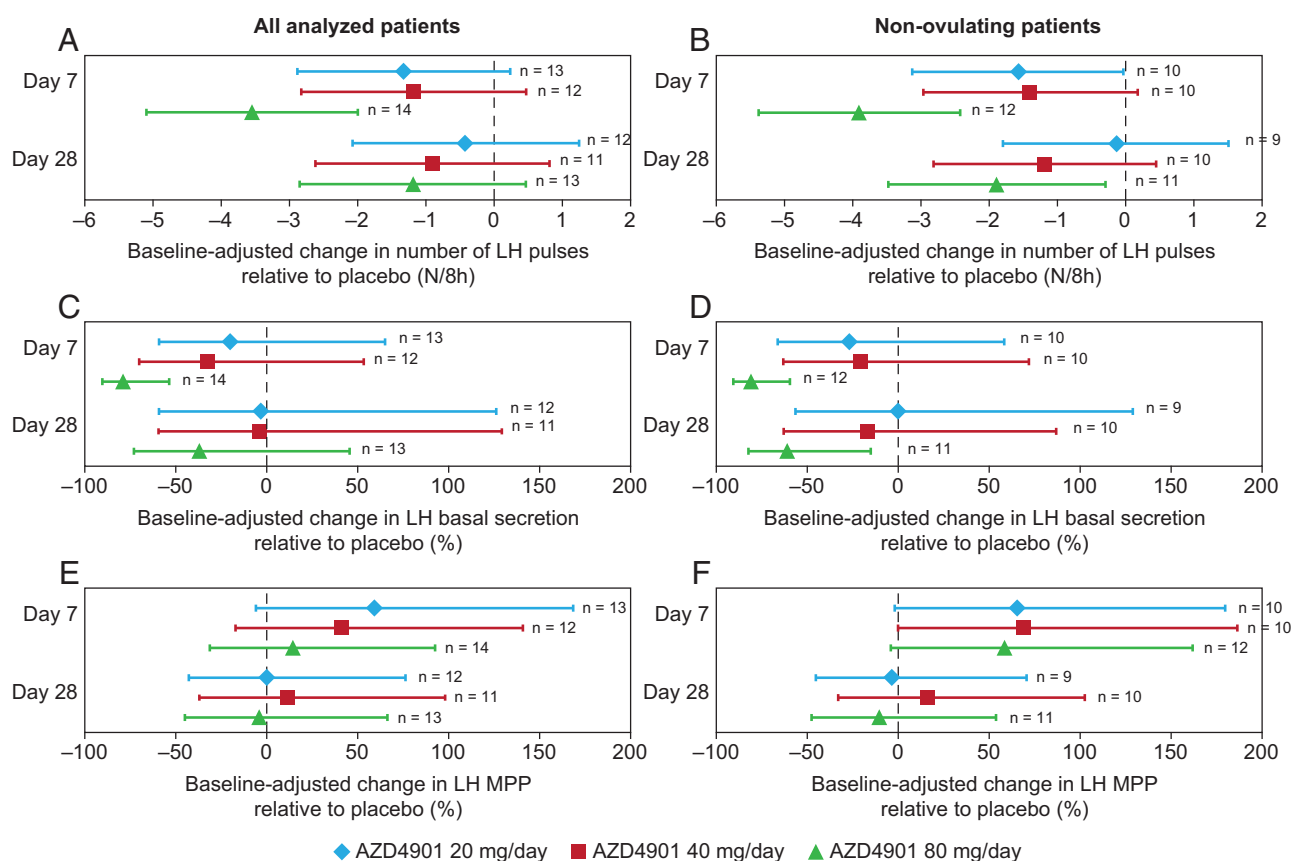 All analyzed patients
Non-ovulating patients
A
Day 7
n = 13
n = 12
n = 14
Day 28
n = 12
n = 11
n = 13
–6 –5 –4 –3 –2 –1 0 1 2
Baseline-adjusted change in number of LH pulses
relative to placebo (N/8h)
B
Day 7
n = 10
n = 10
n = 12
Day 28
n = 9
n = 10
n = 11
–6 –5 –4 –3 –2 –1 0 1 2
Baseline-adjusted change in number of LH pulses
relative to placebo (N/8h)
C
Day 7
n = 13
n = 12
n = 14
Day 28
n = 12
n = 11
n = 13
–100 –50 0 50 100 150 200
Baseline-adjusted change in LH basal secretion
relative to placebo (%)
D
Day 7
n = 10
n = 10
n = 12
Day 28
n = 9
n = 10
n = 11
–100 –50 0 50 100 150 200
Baseline-adjusted change in LH basal secretion
relative to placebo (%)
E
Day 7
n = 13
n = 12
n = 14
Day 28
n = 12
n = 11
n = 13
–100 –50 0 50 100 150 200
Baseline-adjusted change in LH MPP
relative to placebo (%)
F
Day 7
n = 10
n = 10
n = 12
Day 28
n = 9
n = 10
n = 11
–100 –50 0 50 100 150 200
Baseline-adjusted change in LH MPP
relative to placebo (%)
AZD4901 20 mg/day AZD4901 40 mg/day AZD4901 80 mg/day